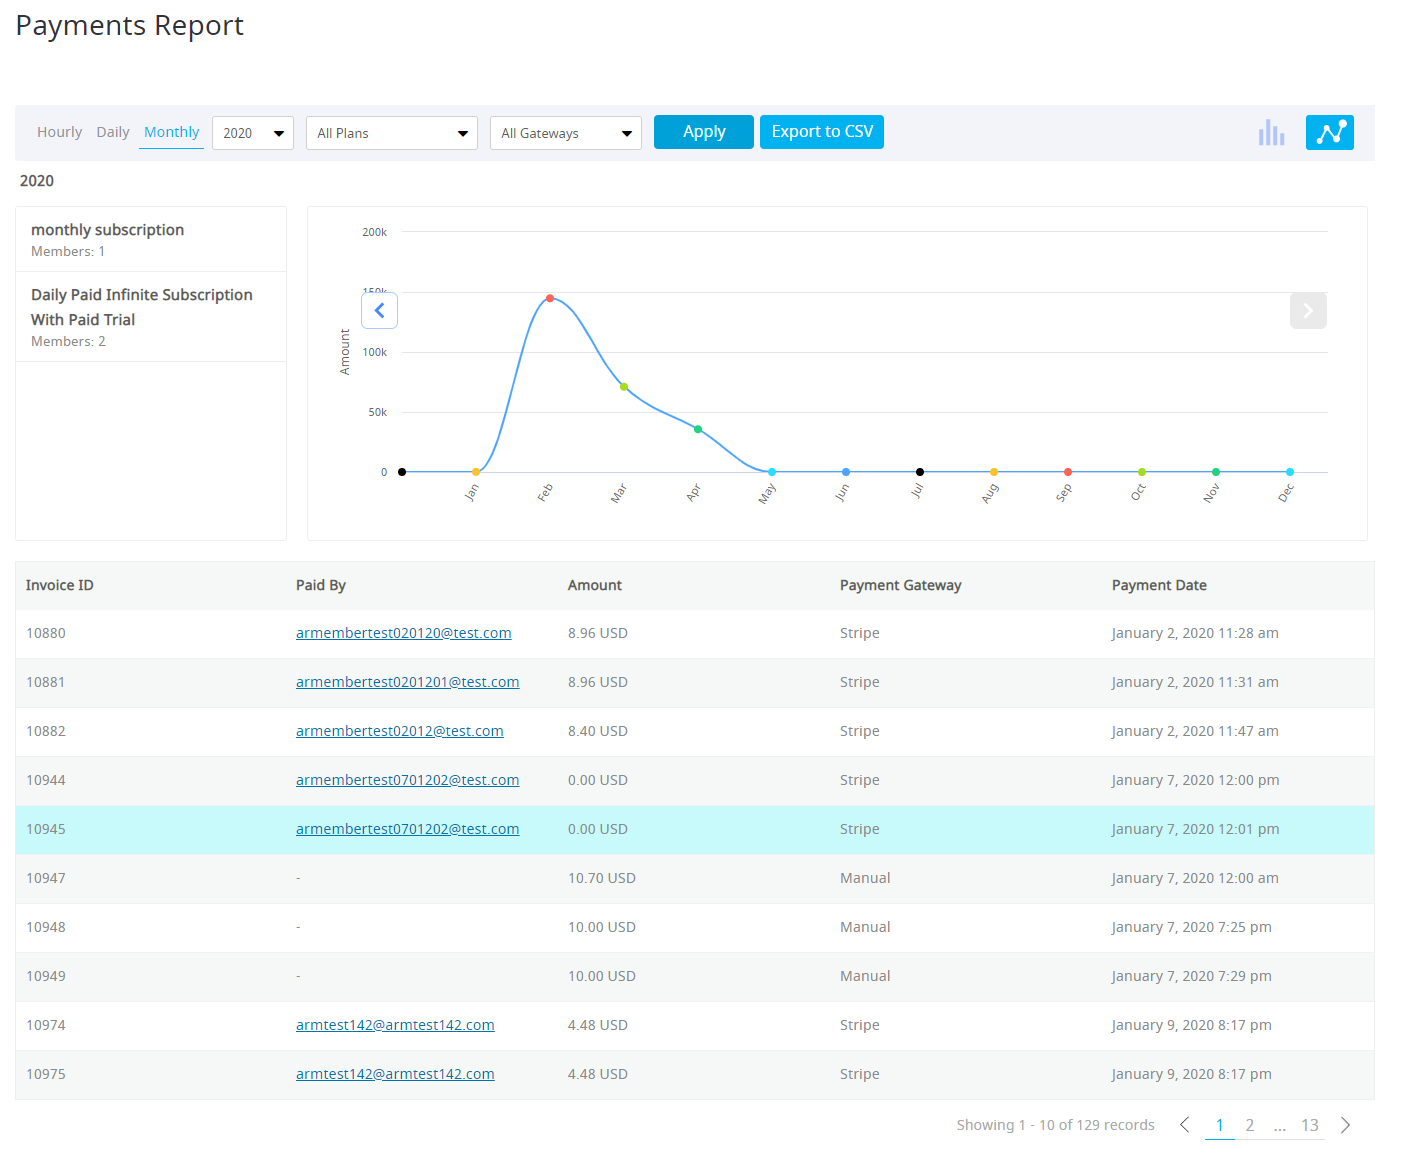 Payments Report
Hourly Daily Monthly 2020 All Plans All Gateways Apply Export to CSV
2020
monthly subscription
Members: 1
Daily Paid Infinite Subscription
With Paid Trial
Members: 2
Amount
200k
150k
100k
50k
0
Jan Feb Mar Apr May Jun Jul Aug Sep Oct Nov Dec
Invoice ID Paid By Amount Payment Gateway Payment Date
10880 armembertest020120@test.com 8.96 USD Stripe January 2, 2020 11:28 am
10881 armembertest0201201@test.com 8.96 USD Stripe January 2, 2020 11:31 am
10882 armembertest02012@test.com 8.40 USD Stripe January 2, 2020 11:47 am
10944 armembertest0701202@test.com 0.00 USD Stripe January 7, 2020 12:00 pm
10945 armembertest0701202@test.com 0.00 USD Stripe January 7, 2020 12:01 pm
10947 - 10.70 USD Manual January 7, 2020 12:00 am
10948 - 10.00 USD Manual January 7, 2020 7:25 pm
10949 - 10.00 USD Manual January 7, 2020 7:29 pm
10974 armtest142@armtest142.com 4.48 USD Stripe January 9, 2020 8:17 pm
10975 armtest142@armtest142.com 4.48 USD Stripe January 9, 2020 8:17 pm
Showing 1 - 10 of 129 records 1 2 ... 13